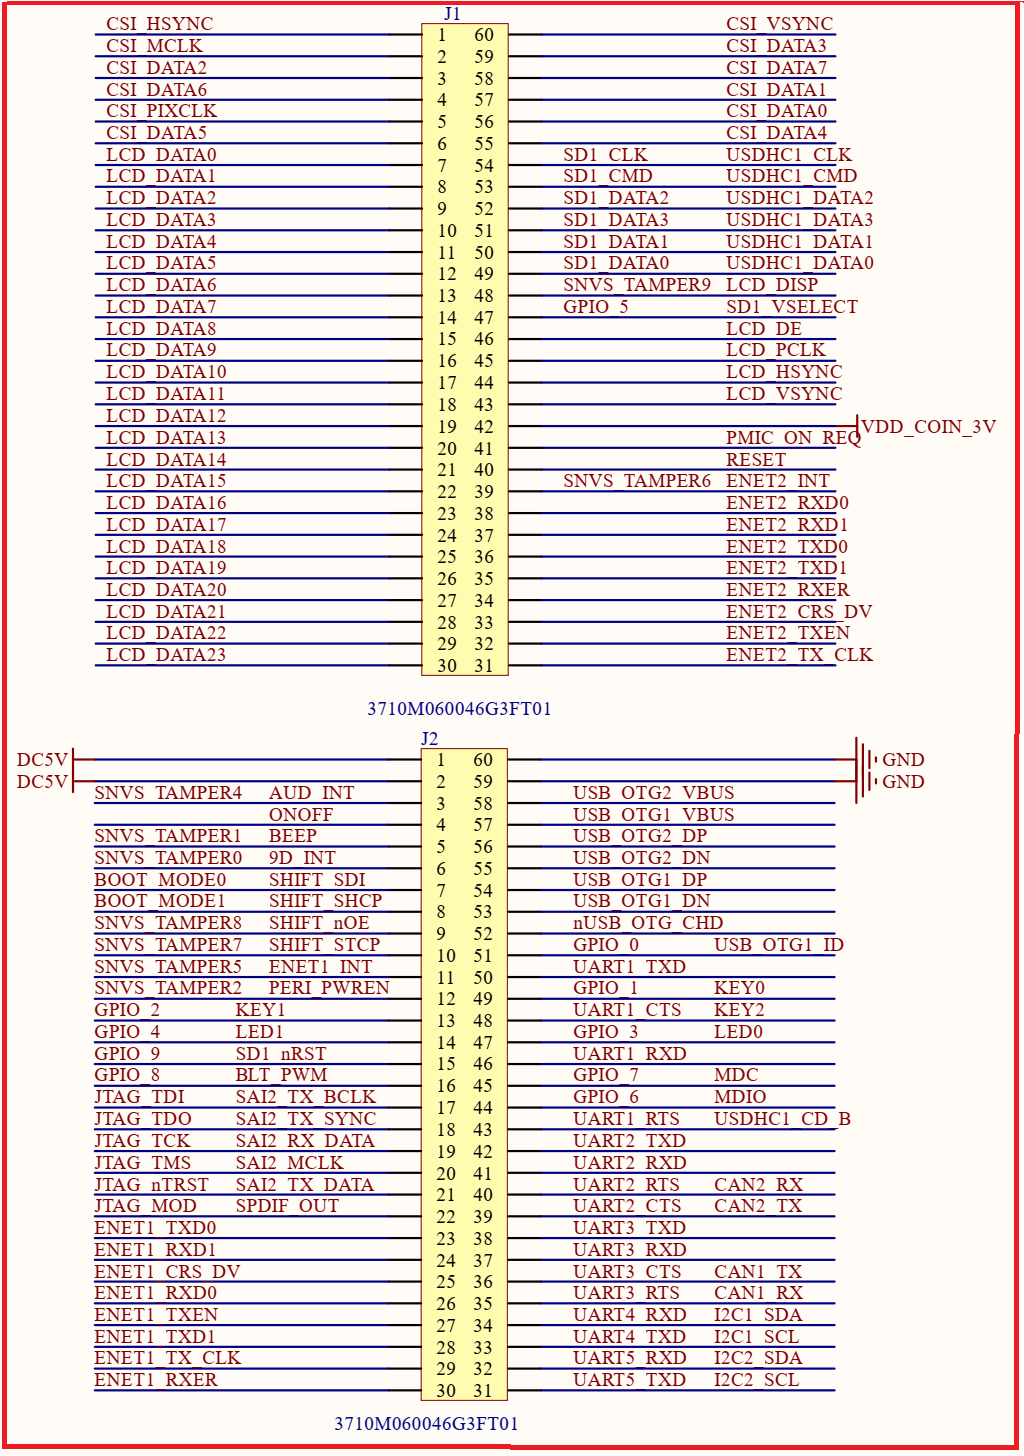 J1
CSI_HSYNC 1 60 CSI_VSYNC
CSI_MCLK 2 59 CSI_DATA3
CSI_DATA2 3 58 CSI_DATA7
CSI_DATA6 4 57 CSI_DATA1
CSI_PIXCLK 5 56 CSI_DATA0
CSI_DATA5 6 55 CSI_DATA4
LCD_DATA0 7 54 SD1_CLK USDHC1_CLK
LCD_DATA1 8 53 SD1_CMD USDHC1_CMD
LCD_DATA2 9 52 SD1_DATA2 USDHC1_DATA2
LCD_DATA3 10 51 SD1_DATA3 USDHC1_DATA3
LCD_DATA4 11 50 SD1_DATA1 USDHC1_DATA1
LCD_DATA5 12 49 SD1_DATA0 USDHC1_DATA0
LCD_DATA6 13 48 SNVS_TAMPER9 LCD_DISP
LCD_DATA7 14 47 GPIO_5 SD1_VSELECT
LCD_DATA8 15 46 LCD_DE
LCD_DATA9 16 45 LCD_PCLK
LCD_DATA10 17 44 LCD_HSYNC
LCD_DATA11 18 43 LCD_VSYNC
LCD_DATA12 19 42 VDD_COIN_3V
LCD_DATA13 20 41 PMIC_ON_REQ
LCD_DATA14 21 40 RESET
LCD_DATA15 22 39 SNVS_TAMPER6 ENET2_INT
LCD_DATA16 23 38 ENET2_RXD0
LCD_DATA17 24 37 ENET2_RXD1
LCD_DATA18 25 36 ENET2_TXD0
LCD_DATA19 26 35 ENET2_TXD1
LCD_DATA20 27 34 ENET2_RXER
LCD_DATA21 28 33 ENET2_CRS_DV
LCD_DATA22 29 32 ENET2_TXEN
LCD_DATA23 30 31 ENET2_TX_CLK
3710M060046G3FT01
J2
DC5V 1 60 GND
DC5V 2 59 GND
SNVS_TAMPER4 AUD_INT 3 58 USB_OTG2_VBUS
ONOFF 4 57 USB_OTG1_VBUS
SNVS_TAMPER1 BEEP 5 56 USB_OTG2_DP
SNVS_TAMPER0 9D_INT 6 55 USB_OTG2_DN
BOOT_MODE0 SHIFT_SDI 7 54 USB_OTG1_DP
BOOT_MODE1 SHIFT_SHCP 8 53 USB_OTG1_DN
SNVS_TAMPER8 SHIFT_nOE 9 52 nUSB_OTG_CHD
SNVS_TAMPER7 SHIFT_STCP 10 51 GPIO_0 USB_OTG1_ID
SNVS_TAMPER5 ENET1_INT 11 50 UART1_TXD
SNVS_TAMPER2 PERI_PWREN 12 49 GPIO_1 KEY0
GPIO_2 KEY1 13 48 UART1_CTS KEY2
GPIO_4 LED1 14 47 GPIO_3 LED0
GPIO_9 SD1_nRST 15 46 UART1_RXD
GPIO_8 BLT_PWM 16 45 GPIO_7 MDC
JTAG_TDI SAI2_TX_BCLK 17 44 GPIO_6 MDIO
JTAG_TDO SAI2_TX_SYNC 18 43 UART1_RTS USDHC1_CD_B
JTAG_TCK SAI2_RX_DATA 19 42 UART2_TXD
JTAG_TMS SAI2_MCLK 20 41 UART2_RXD
JTAG_nTRST SAI2_TX_DATA 21 40 UART2_RTS CAN2_RX
JTAG_MOD SPDIF_OUT 22 39 UART2_CTS CAN2_TX
ENET1_TXD0 23 38 UART3_TXD
ENET1_RXD1 24 37 UART3_RXD
ENET1_CRS_DV 25 36 UART3_CTS CAN1_TX
ENET1_RXD0 26 35 UART3_RTS CAN1_RX
ENET1_TXEN 27 34 UART4_RXD I2C1_SDA
ENET1_TXD1 28 33 UART4_TXD I2C1_SCL
ENET1_TX_CLK 29 32 UART5_RXD I2C2_SDA
ENET1_RXER 30 31 UART5_TXD I2C2_SCL
3710M060046G3FT01